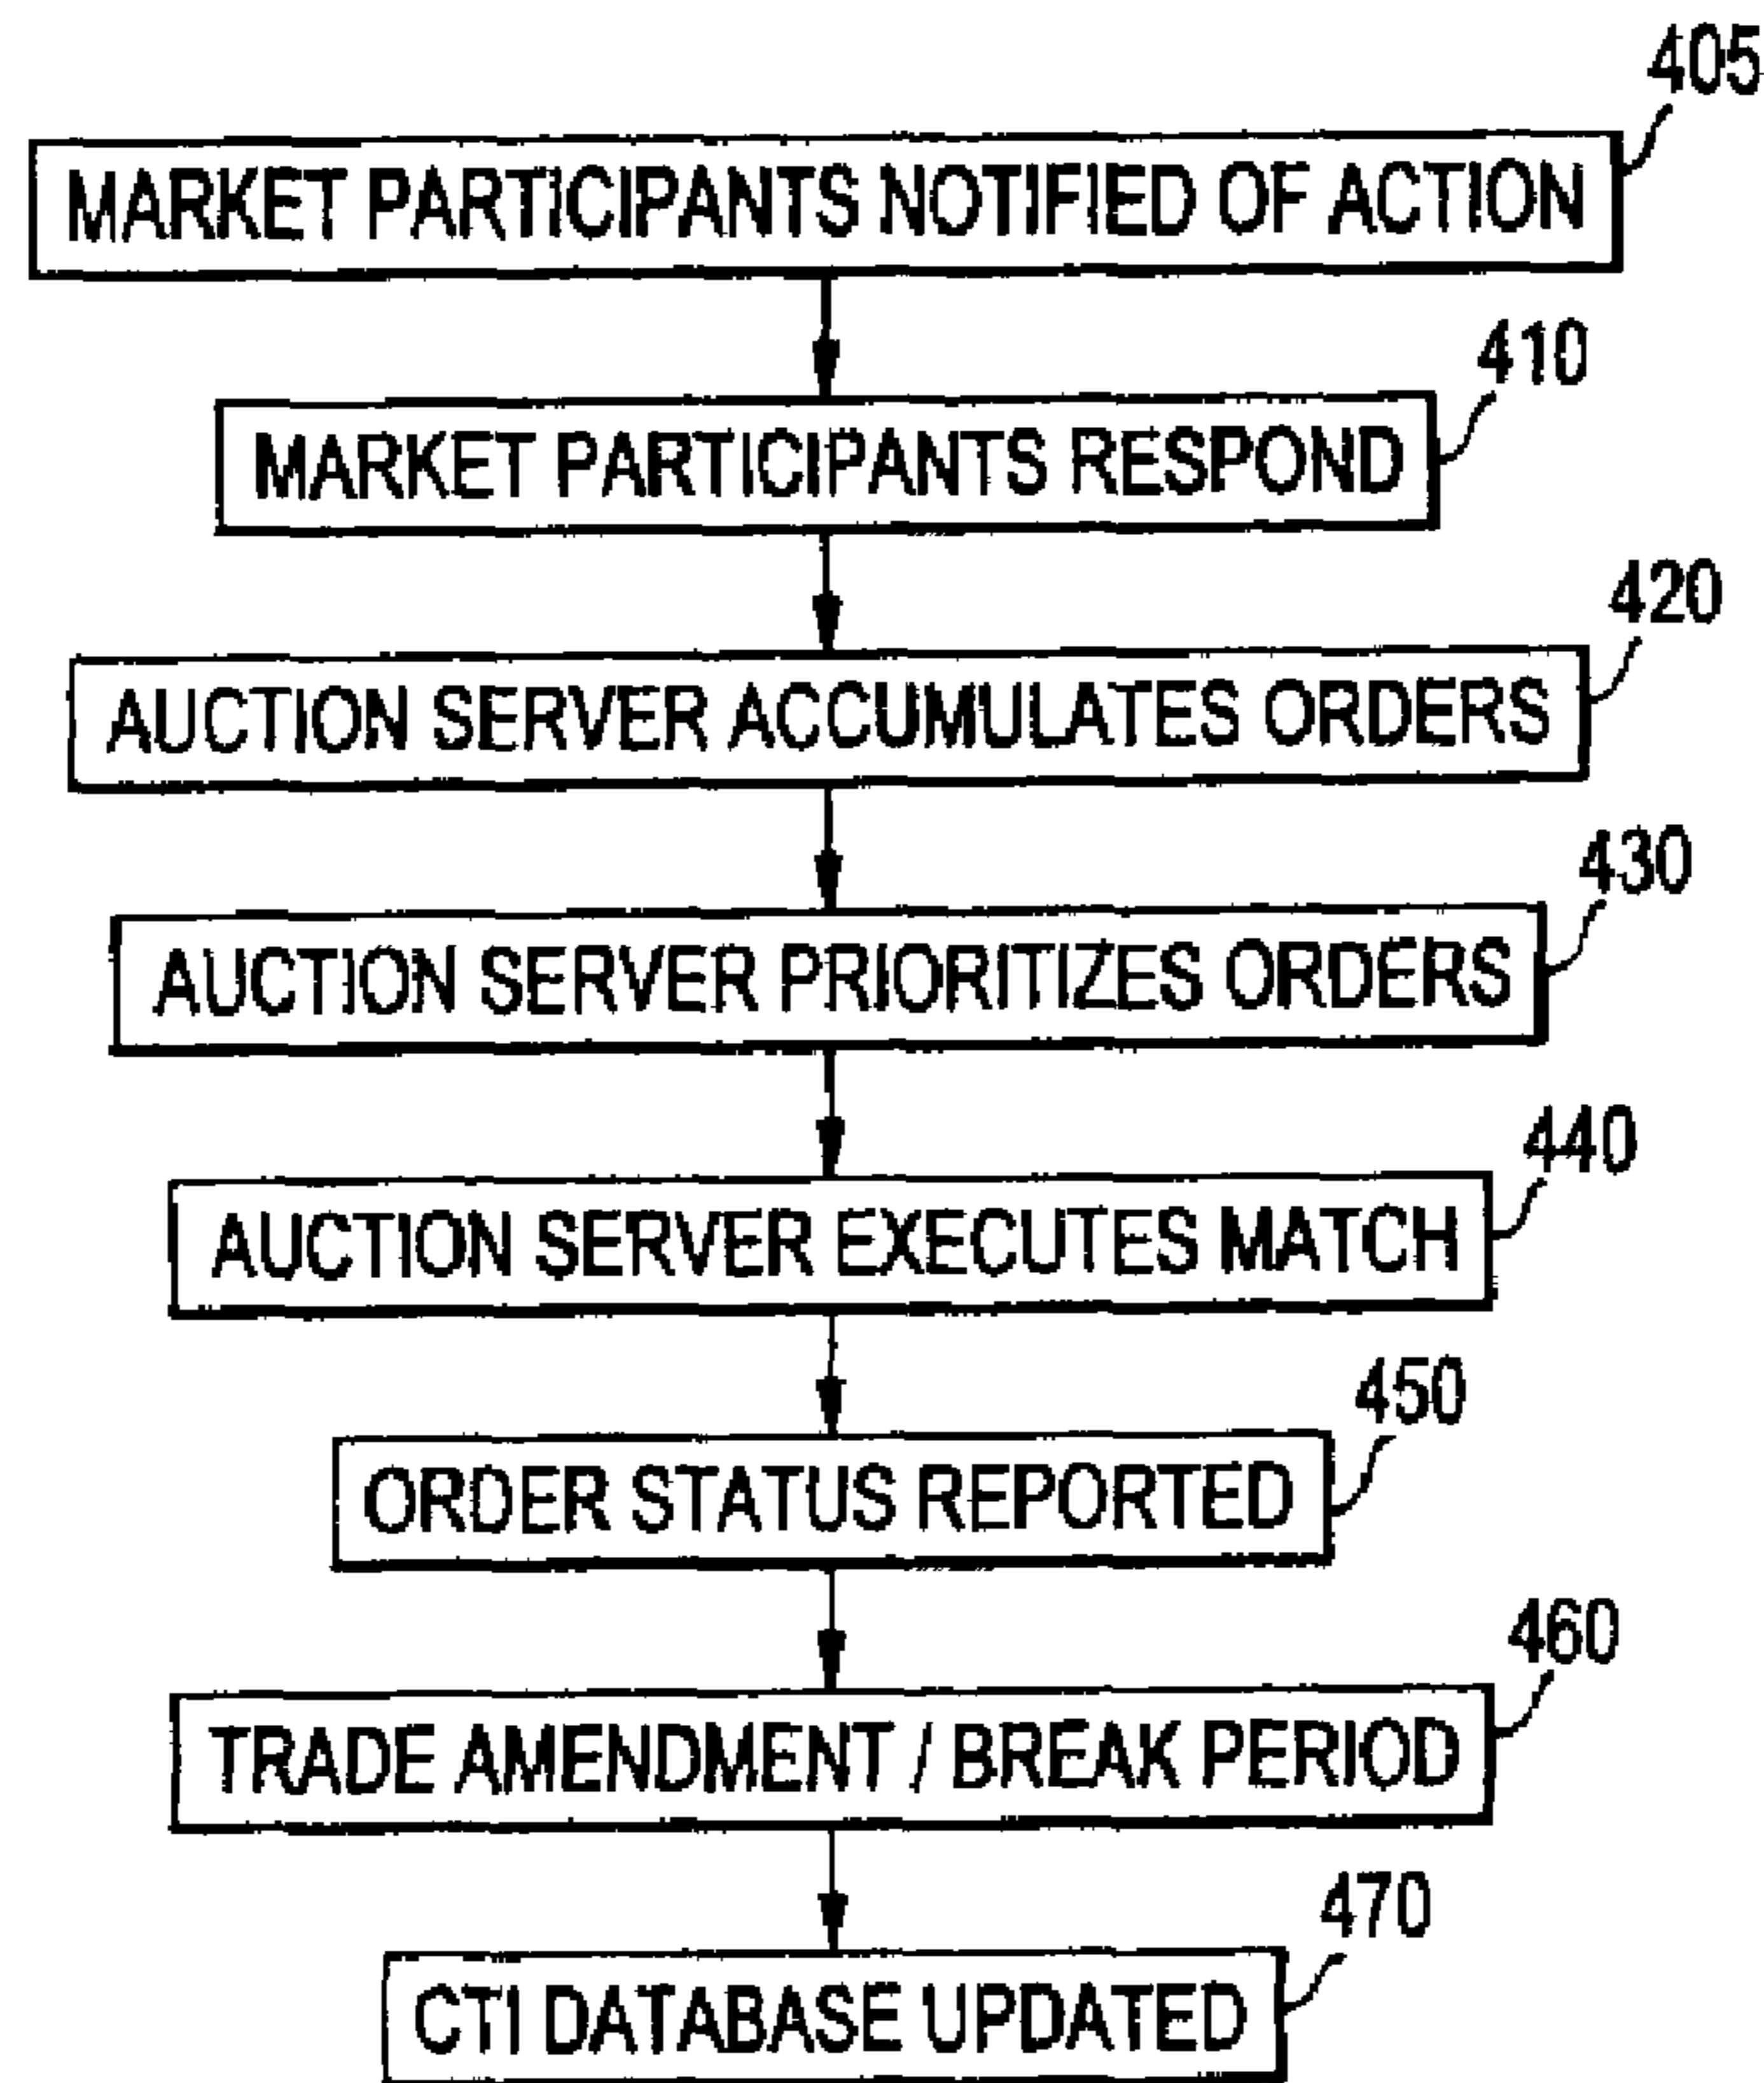 405
MARKET PARTICIPANTS NOTIFIED OF ACTION
410
MARKET PARTICIPANTS RESPOND
420
AUCTION SERVER ACCUMULATES ORDERS
430
AUCTION SERVER PRIORITIZES ORDERS
440
AUCTION SERVER EXECUTES MATCH
450
ORDER STATUS REPORTED
460
TRADE AMENDMENT / BREAK PERIOD
470
CTI DATABASE UPDATED